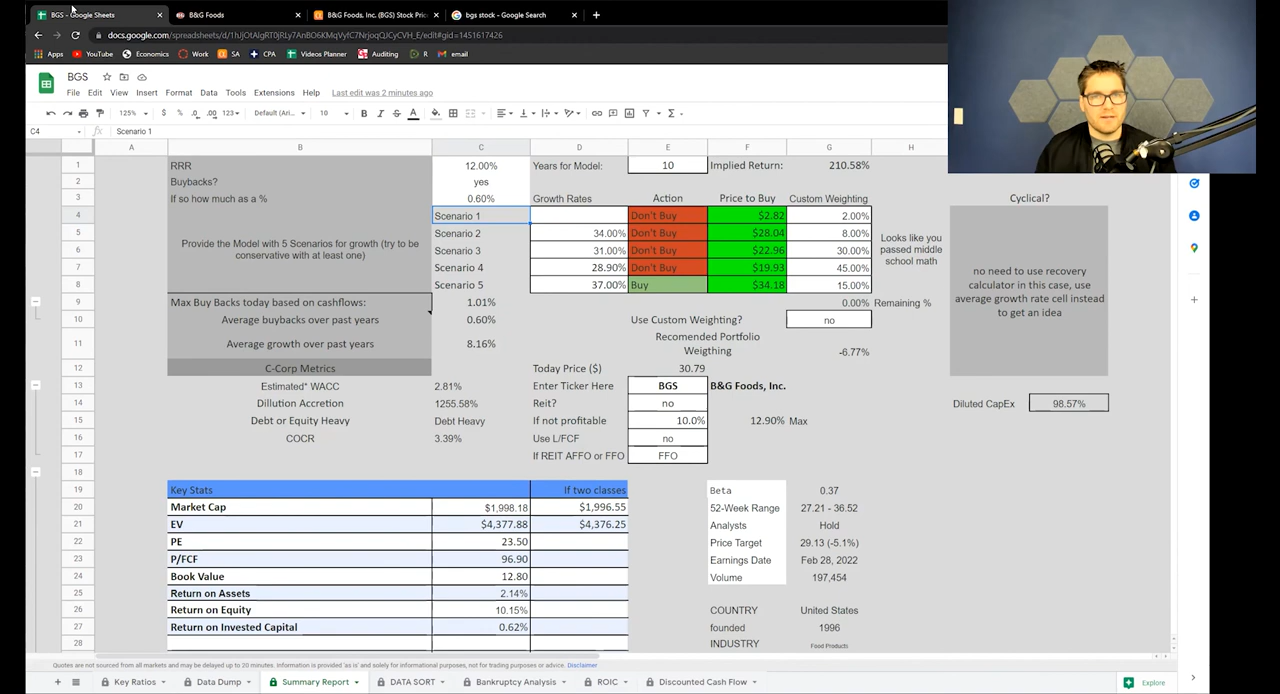 BGS - Google Sheets
B&G Foods
B&G Foods, Inc. (BGS) Stock Pric
bgs stock - Google Search
docs.google.com/spreadsheets/
edit#gid=1451617426
Apps YouTube Economics Work SA CPA Videos Planner Auditing R email
BGS
File Edit View Insert Format Data Tools Extensions Help Last edit was 2 minutes ago
125% $ % .0 .00 123 Default (Ari... 10 B I S A
C4 fx Scenario 1
A B C D E F G H I
1 RRR 12.00% Years for Model: 10 Implied Return: 210.58%
2 Buybacks? yes
3 If so how much as a % 0.60% Growth Rates Action Price to Buy Custom Weighting Cyclical?
4 Scenario 1 Don't Buy $2.82 2.00%
5 Scenario 2 34.00% Don't Buy $28.04 8.00%
6 Provide the Model with 5 Scenarios for growth (try to be conservative with at least one) Scenario 3 31.00% Don't Buy $22.96 30.00% Looks like you passed middle school math
7 Scenario 4 28.90% Don't Buy $19.93 45.00% no need to use recovery calculator in this case, use average growth rate cell instead to get an idea
8 Scenario 5 37.00% Buy $34.18 15.00%
9 Max Buy Backs today based on cashflows: 1.01% 0.00% Remaining %
10 Average buybacks over past years 0.60% Use Custom Weighting? no
11 Average growth over past years 8.16% Recomended Portfolio Weigthing -6.77%
12 C-Corp Metrics Today Price ($) 30.79
13 Estimated* WACC 2.81% Enter Ticker Here BGS B&G Foods, Inc.
14 Dillution Accretion 1255.58% Reit? no Diluted CapEx 98.57%
15 Debt or Equity Heavy Debt Heavy If not profitable 10.0% 12.90% Max
16 COCR 3.39% Use L/FCF no
17 If REIT AFFO or FFO FFO
18
19 Key Stats If two classes Beta 0.37
20 Market Cap $1,998.18 $1,996.55 52-Week Range 27.21 - 36.52
21 EV $4,377.88 $4,376.25 Analysts Hold
22 PE 23.50 Price Target 29.13 (-5.1%)
23 P/FCF 96.90 Earnings Date Feb 28, 2022
24 Book Value 12.80 Volume 197,454
25 Return on Assets 2.14%
26 Return on Equity 10.15% COUNTRY United States
27 Return on Invested Capital 0.62% founded 1996
28 INDUSTRY Food Products
Quotes are not sourced from all markets and may be delayed up to 20 minutes. Information is provided 'as is' and solely for informational purposes, not for trading purposes or advice. Disclaimer
Key Ratios Data Dump Summary Report DATA SORT Bankruptcy Analysis ROIC Discounted Cash Flow Explore